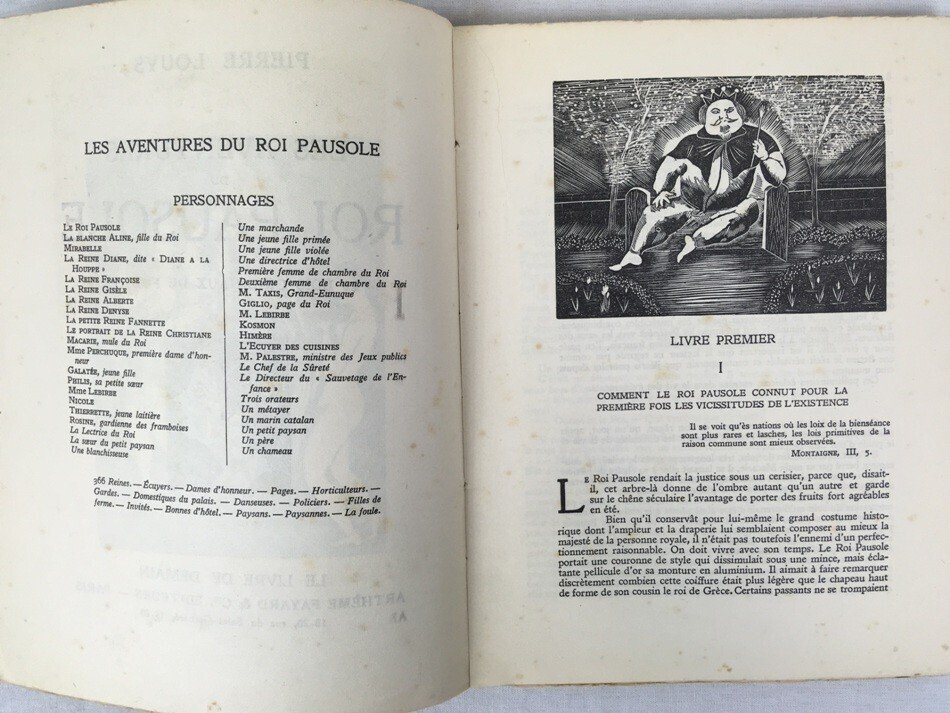 LES AVENTURES DU ROI PAUSOLE
PERSONNAGES
LE ROI PAUSOLE
LA BLANCHE ALINE, fille du Roi
MIRABELLE
LA REINE DIANE, dite « DIANE A LA
HOUPPE »
LA REINE FRANÇOISE
LA REINE GISÈLE
LA REINE ALBERTE
LA REINE DENYSE
LA PETITE REINE FANNETTE
LE PORTRAIT DE LA REINE CHRISTIANE
MACARIE, mule du Roi
Mme PERCHUQUE, première dame d'hon-
neur
GALATÉE, jeune fille
PHILIS, sa petite sœur
Mme LEBIRBE
NICOLE
THIERRETTE, jeune laitière
ROSINE, gardienne des framboises
La Lectrice du Roi
La sœur du petit paysan
Une blanchisseuse
Une marchande
Une jeune fille primée
Une jeune fille violée
Une directrice d'hôtel
Première femme de chambre du Roi
Deuxième femme de chambre du Roi
M. TAXIS, Grand-Eunuque
GIGLIO, page du Roi
M. LEBIRBE
KOSMON
HIMÈRE
L'ECUYER DES CUISINES
M. PALESTRE, ministre des Jeux publics
Le Chef de la Sûreté
Le Directeur du « Sauvetage de l'En-
fance »
Trois orateurs
Un métayer
Un marin catalan
Un petit paysan
Un père
Un chameau
366 Reines. — Écuyers. — Dames d'honneur. — Pages. — Horticulteurs. —
Gardes. — Domestiques du palais. — Danseuses. — Policiers. — Filles de
ferme. — Invités. — Bonnes d'hôtel. — Paysans. — Paysannes. — La foule.
LIVRE PREMIER
I
COMMENT LE ROI PAUSOLE CONNUT POUR LA
PREMIÈRE FOIS LES VICISSITUDES DE L'EXISTENCE
Il se voit qu'ès nations où les loix de la bienséance
sont plus rares et lasches, les lois primitives de la
raison commune sont mieux observées.
MONTAIGNE, III, 5.
LE Roi Pausole rendait la justice sous un cerisier, parce que, disait-
il, cet arbre-là donne de l'ombre autant qu'un autre et garde
sur le chêne séculaire l'avantage de porter des fruits fort agréables
en été.
Bien qu'il conservât pour lui-même le grand costume histo-
rique dont l'ampleur et la draperie lui semblaient composer au mieux la
majesté de la personne royale, il n'était pas toutefois l'ennemi d'un perfec-
tionnement raisonnable. On doit vivre avec son temps. Le Roi Pausole
portait une couronne de style qui dissimulait sous une mince, mais écla-
tante pellicule d'or sa monture en aluminium. Il aimait à faire remarquer
discrètement combien cette coiffure était plus légère que le chapeau haut
de forme de son cousin le roi de Grèce. Certains passants ne se trompaient